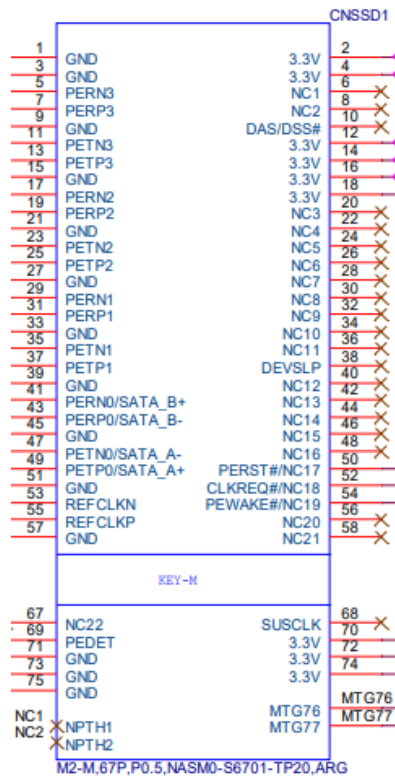 CNSSD1
1 GND 3.3V 2
3 GND 3.3V 4
5 PERN3 NC1 6
7 PERP3 NC2 8
9 GND DAS/DSS# 10
11 PETN3 3.3V 12
13 PETP3 3.3V 14
15 GND 3.3V 16
17 PERN2 3.3V 18
19 PERP2 NC3 20
21 GND NC4 22
23 PETN2 NC5 24
25 PETP2 NC6 26
27 GND NC7 28
29 PERN1 NC8 30
31 PERP1 NC9 32
33 GND NC10 34
35 PETN1 NC11 36
37 PETP1 DEVSLP 38
39 GND NC12 40
41 PERN0/SATA_B+ NC13 42
43 PERP0/SATA_B- NC14 44
45 GND NC15 46
47 PETN0/SATA_A- NC16 48
49 PETP0/SATA_A+ PERST#/NC17 50
51 GND CLKREQ#/NC18 52
53 REFCLKN PEWAKE#/NC19 54
55 REFCLKP NC20 56
57 GND NC21 58
KEY-M
67 NC22 SUSCLK 68
69 PEDET 3.3V 70
71 GND 3.3V 72
73 GND 3.3V 74
75 GND
MTG76 MTG76
NC1 NPTH1 MTG77 MTG77
NC2 NPTH2
M2-M,67P,P0.5,NASM0-S6701-TP20,ARG